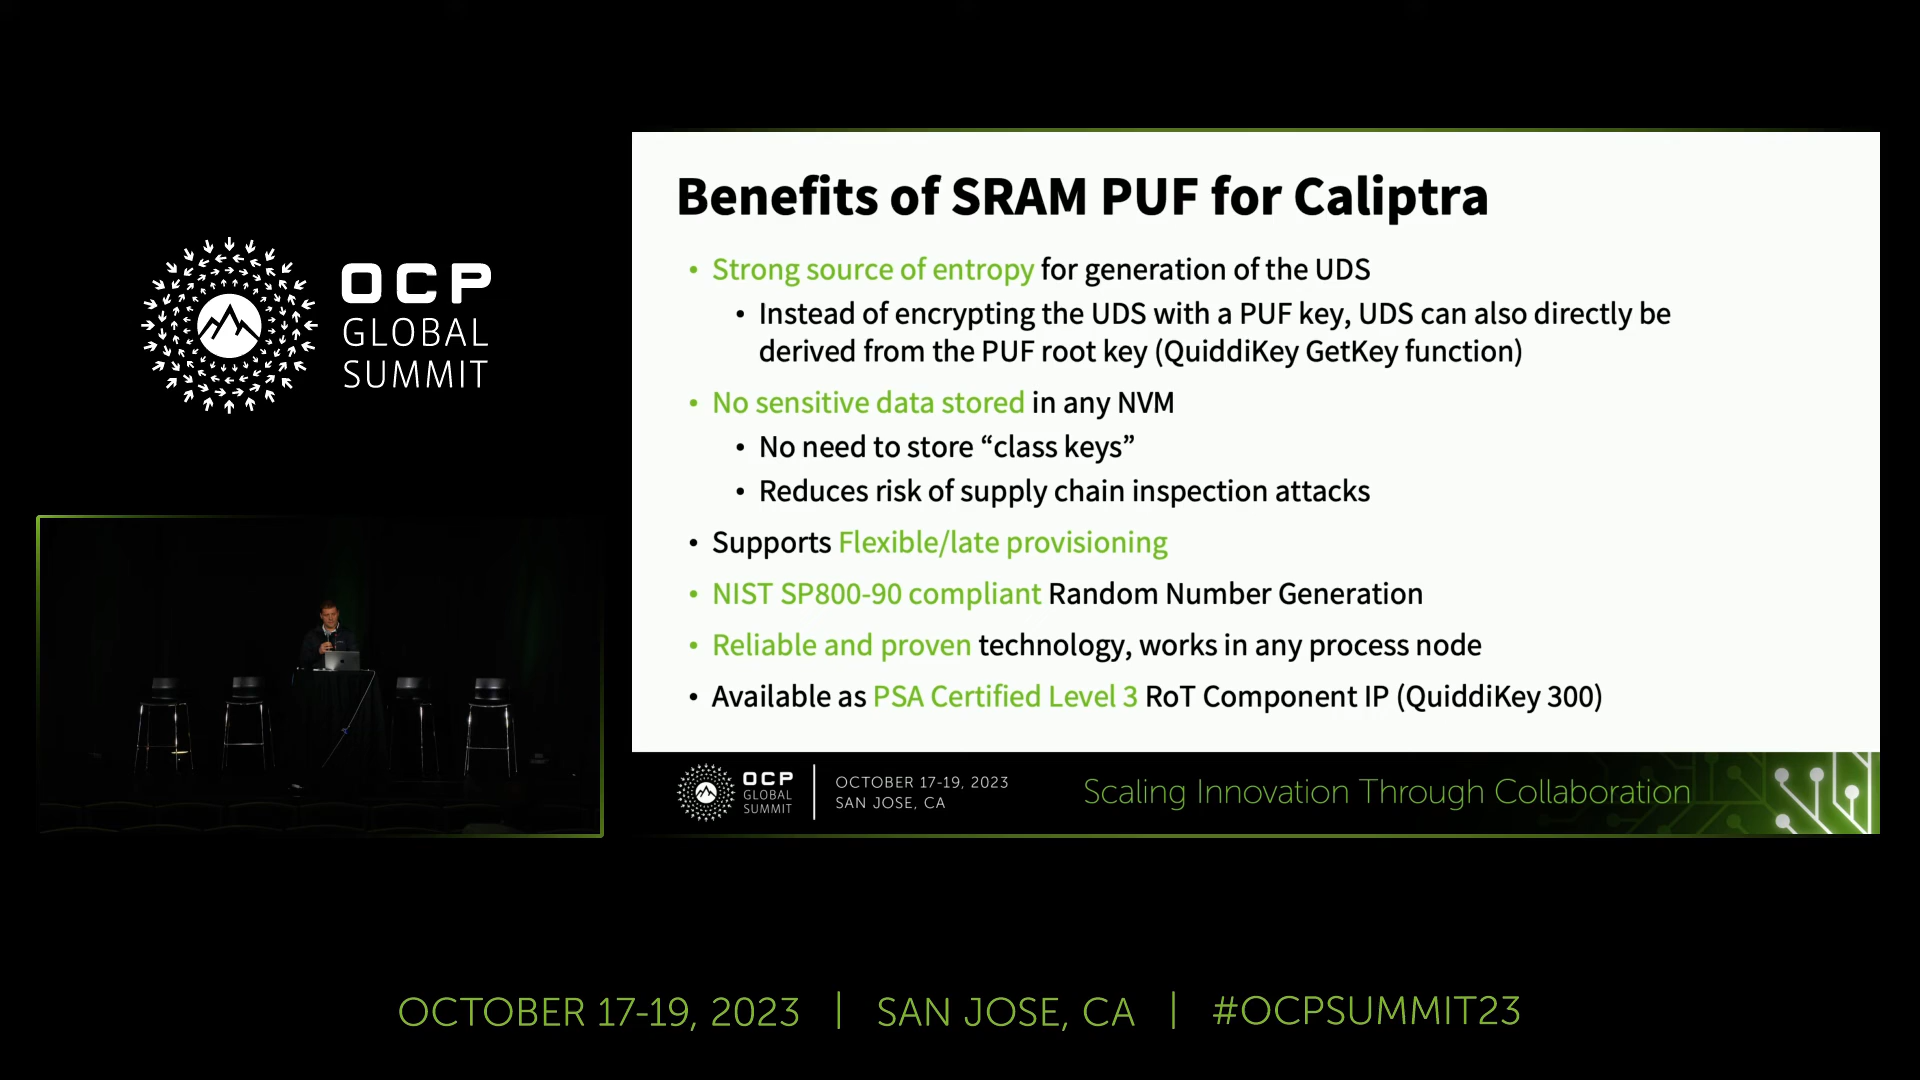 OCP
GLOBAL
SUMMIT
Benefits of SRAM PUF for Caliptra
• Strong source of entropy for generation of the UDS
• Instead of encrypting the UDS with a PUF key, UDS can also directly be
derived from the PUF root key (QuiddiKey GetKey function)
• No sensitive data stored in any NVM
• No need to store “class keys”
• Reduces risk of supply chain inspection attacks
• Supports Flexible/late provisioning
• NIST SP800-90 compliant Random Number Generation
• Reliable and proven technology, works in any process node
• Available as PSA Certified Level 3 RoT Component IP (QuiddiKey 300)
OCP
GLOBAL
SUMMIT
OCTOBER 17-19, 2023
SAN JOSE, CA
Scaling Innovation Through Collaboration
OCTOBER 17-19, 2023 | SAN JOSE, CA | #OCPSUMMIT23